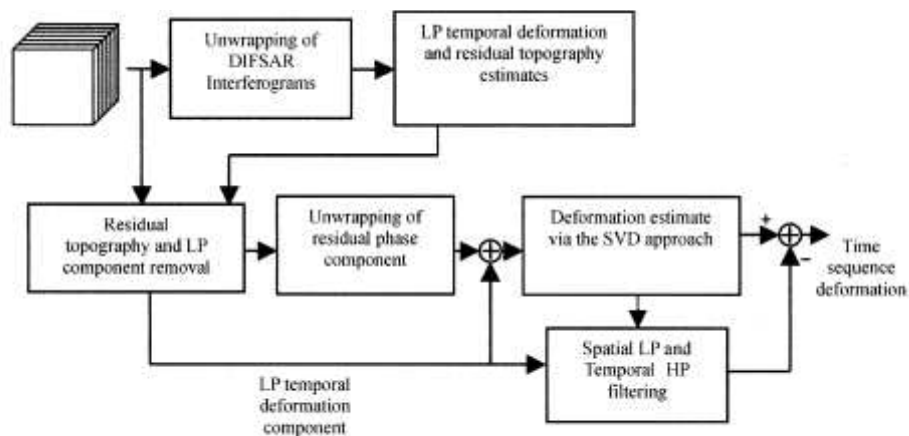 Unwrapping of
DIFSAR
Interferograms
LP temporal deformation
and residual topography
estimates
Residual
topography and LP
component removal
Unwrapping of
residual phase
component
Deformation estimate
via the SVD approach
+
−
Time
sequence
deformation
Spatial LP and
Temporal HP
filtering
LP temporal
deformation
component